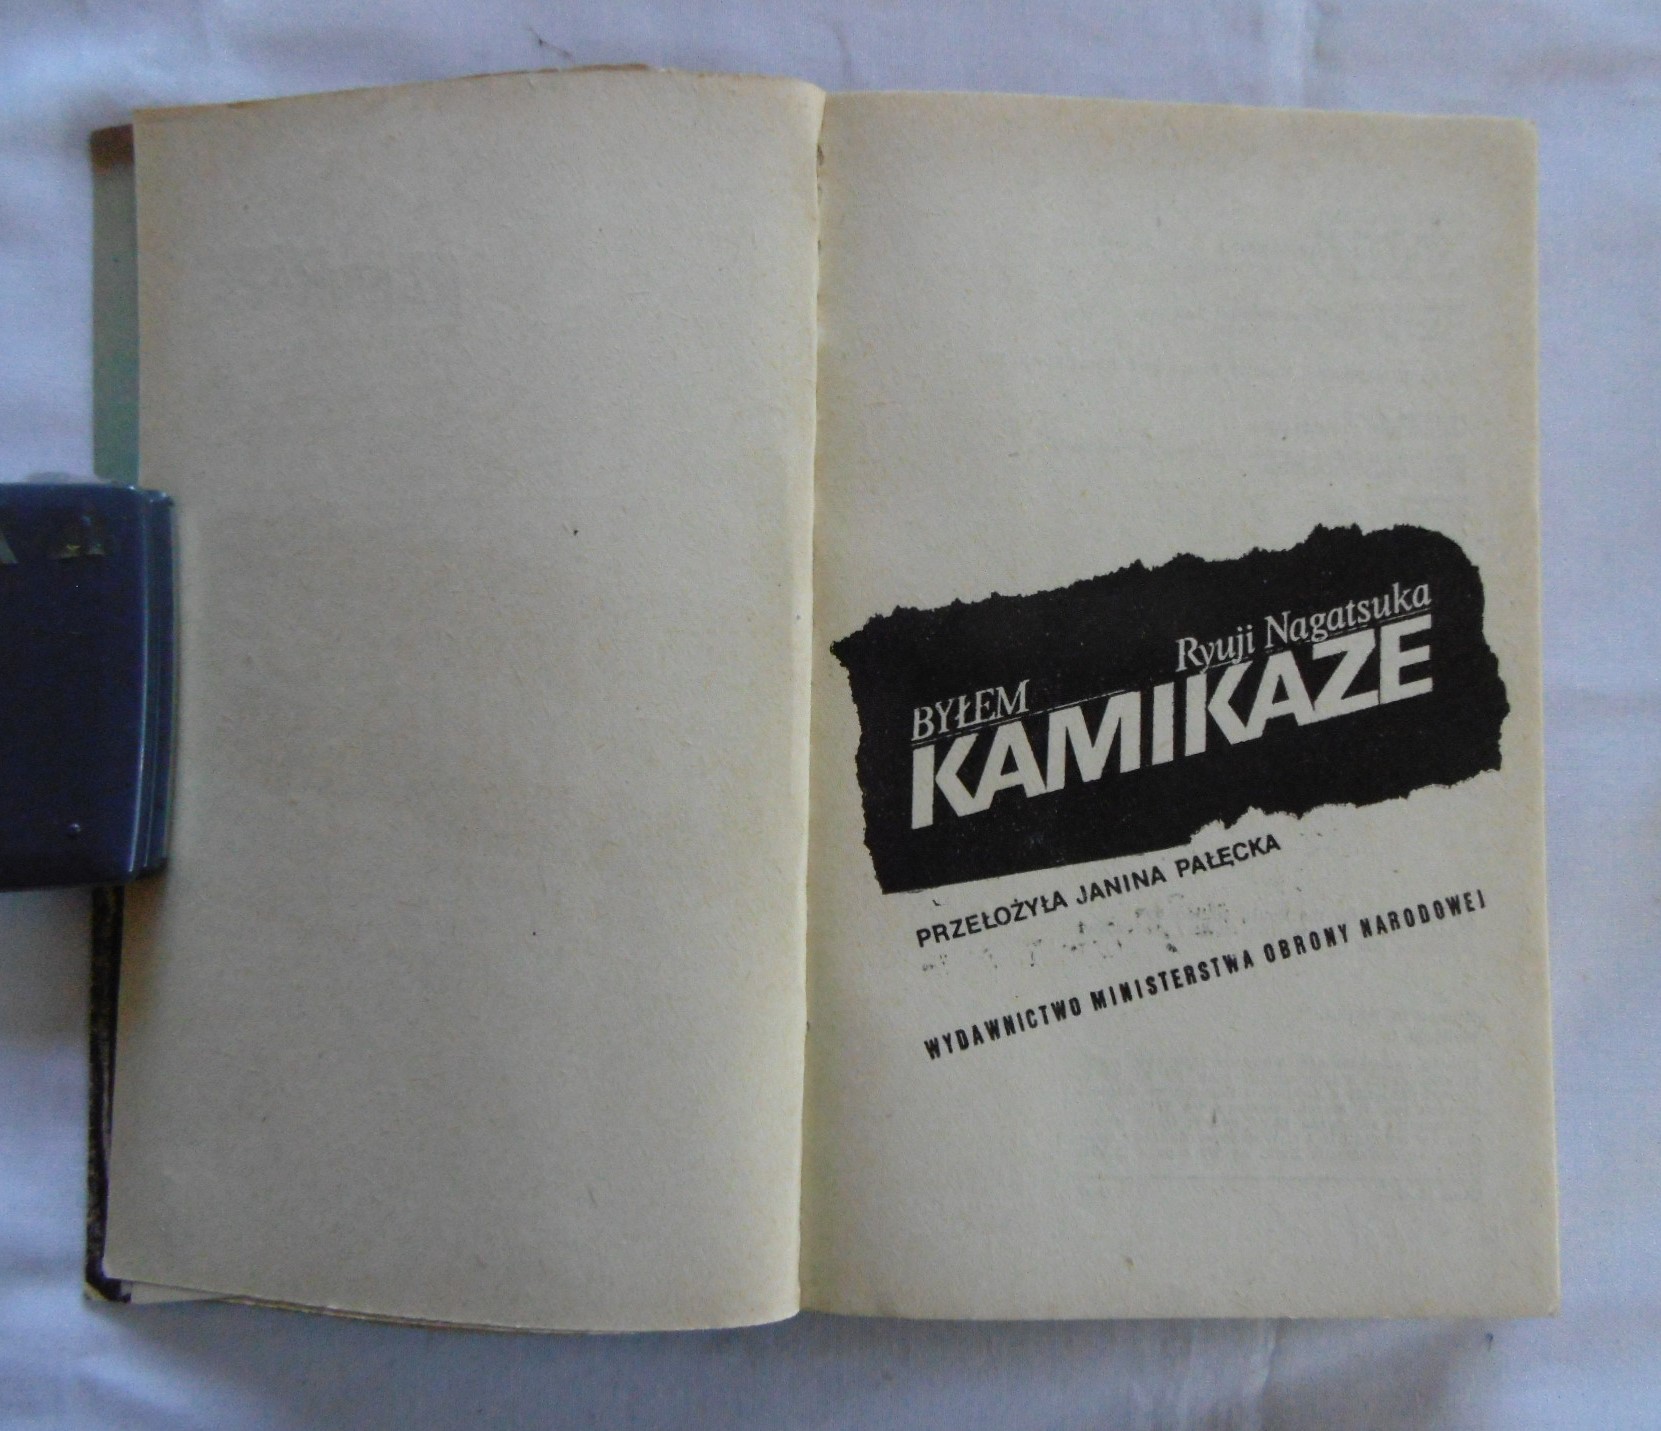 Ryuji Nagatsuka
BYŁEM
KAMIKAZE
PRZEŁOŻYŁA JANINA PAŁĘCKA
WYDAWNICTWO MINISTERSTWA OBRONY NARODOWEJ